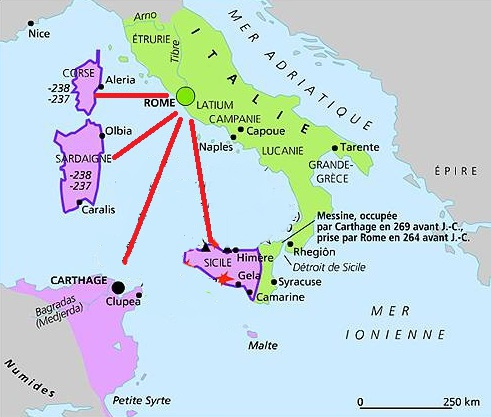 Nice
Arno
ÉTRURIE
Tibre
MER ADRIATIQUE
ITALIE
CORSE
Aleria
-238
-237
ROME
LATIUM
CAMPANIE
Capoue
Naples
LUCANIE
Tarente
GRANDE-
GRÈCE
ÉPIRE
Olbia
SARDAIGNE
-238
-237
Caralis
Messine, occupée
par Carthage en 269 avant J.-C.,
prise par Rome en 264 avant J.-C.
Rhegiôn
Détroit de Sicile
Himère
SICILE
Gela
Syracuse
Camarine
CARTHAGE
Clupea
Bagradas
(Medjerda)
MER
IONIENNE
Malte
Numides
Petite Syrte
0 250 km